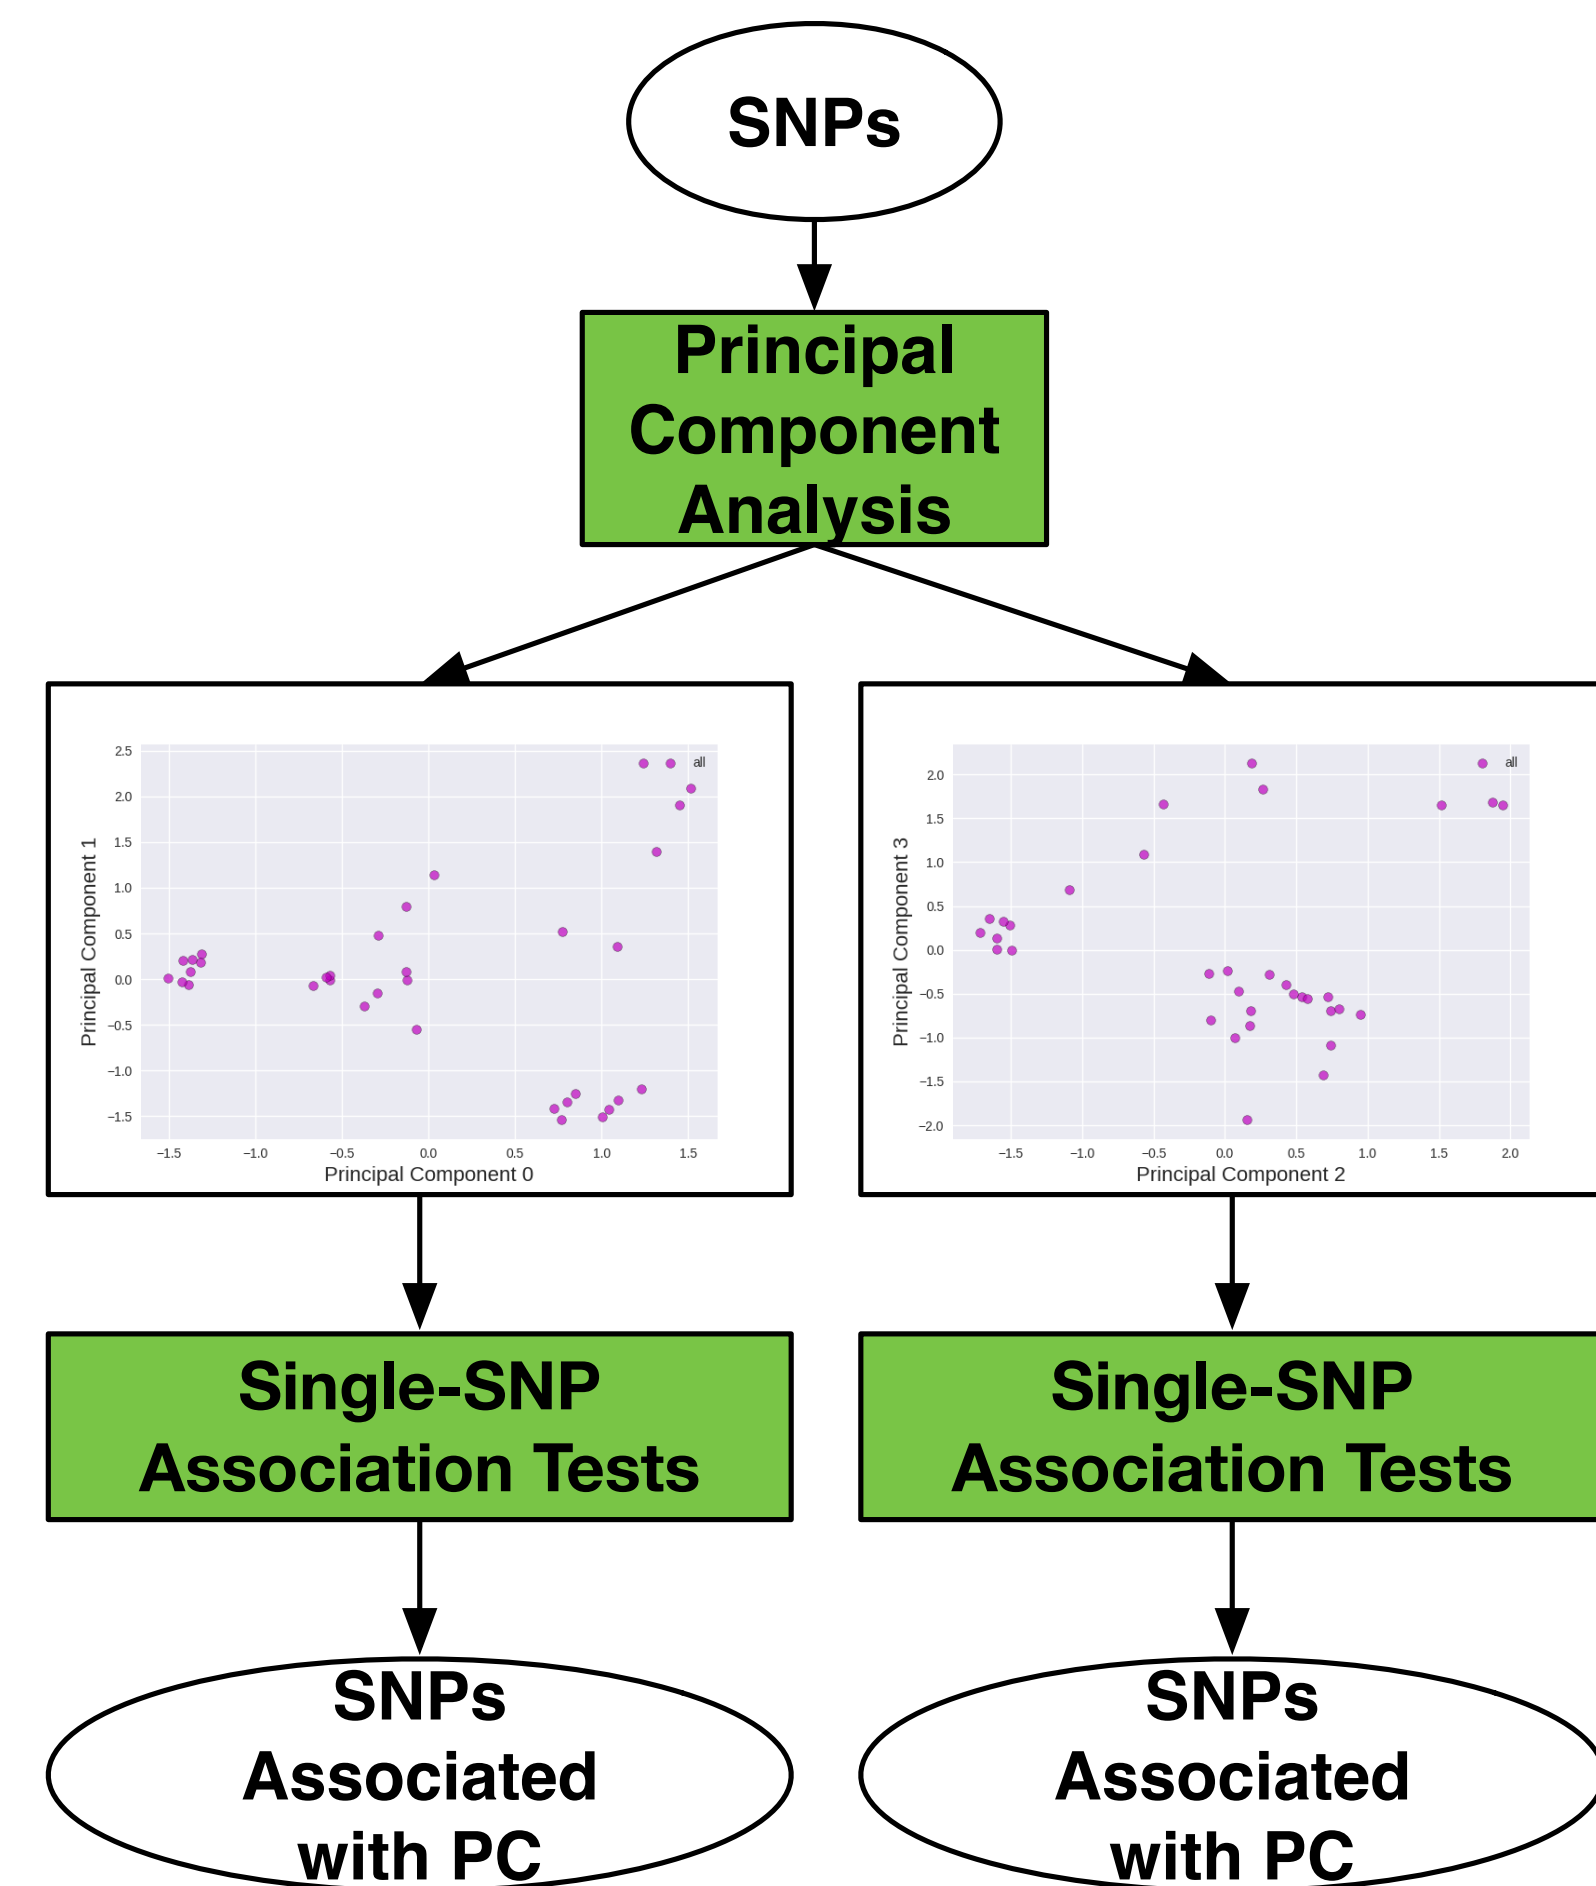 SNPs
Principal
Component
Analysis
2.5
2.0
1.5
1.0
0.5
0.0
−0.5
−1.0
−1.5
all
Principal Component 1
−1.5 −1.0 −0.5 0.0 0.5 1.0 1.5
Principal Component 0
2.0
1.5
1.0
0.5
0.0
−0.5
−1.0
−1.5
−2.0
all
Principal Component 3
−1.5 −1.0 −0.5 0.0 0.5 1.0 1.5 2.0
Principal Component 2
Single-SNP
Association Tests
Single-SNP
Association Tests
SNPs
Associated
with PC
SNPs
Associated
with PC